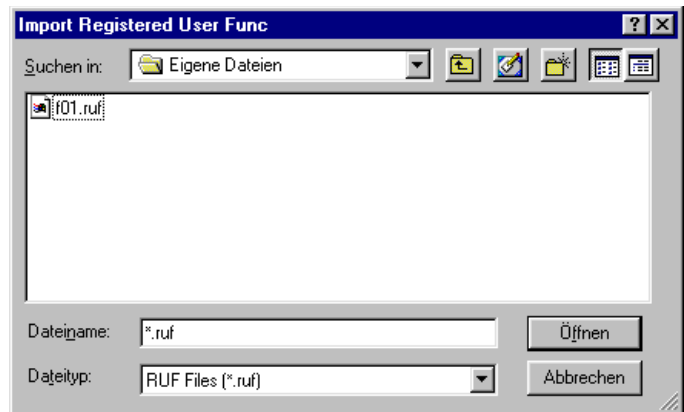 Import Registered User Func
Suchen in: Eigene Dateien
f01.ruf
Dateiname: *.ruf Öffnen
Dateityp: RUF Files (*.ruf) Abbrechen